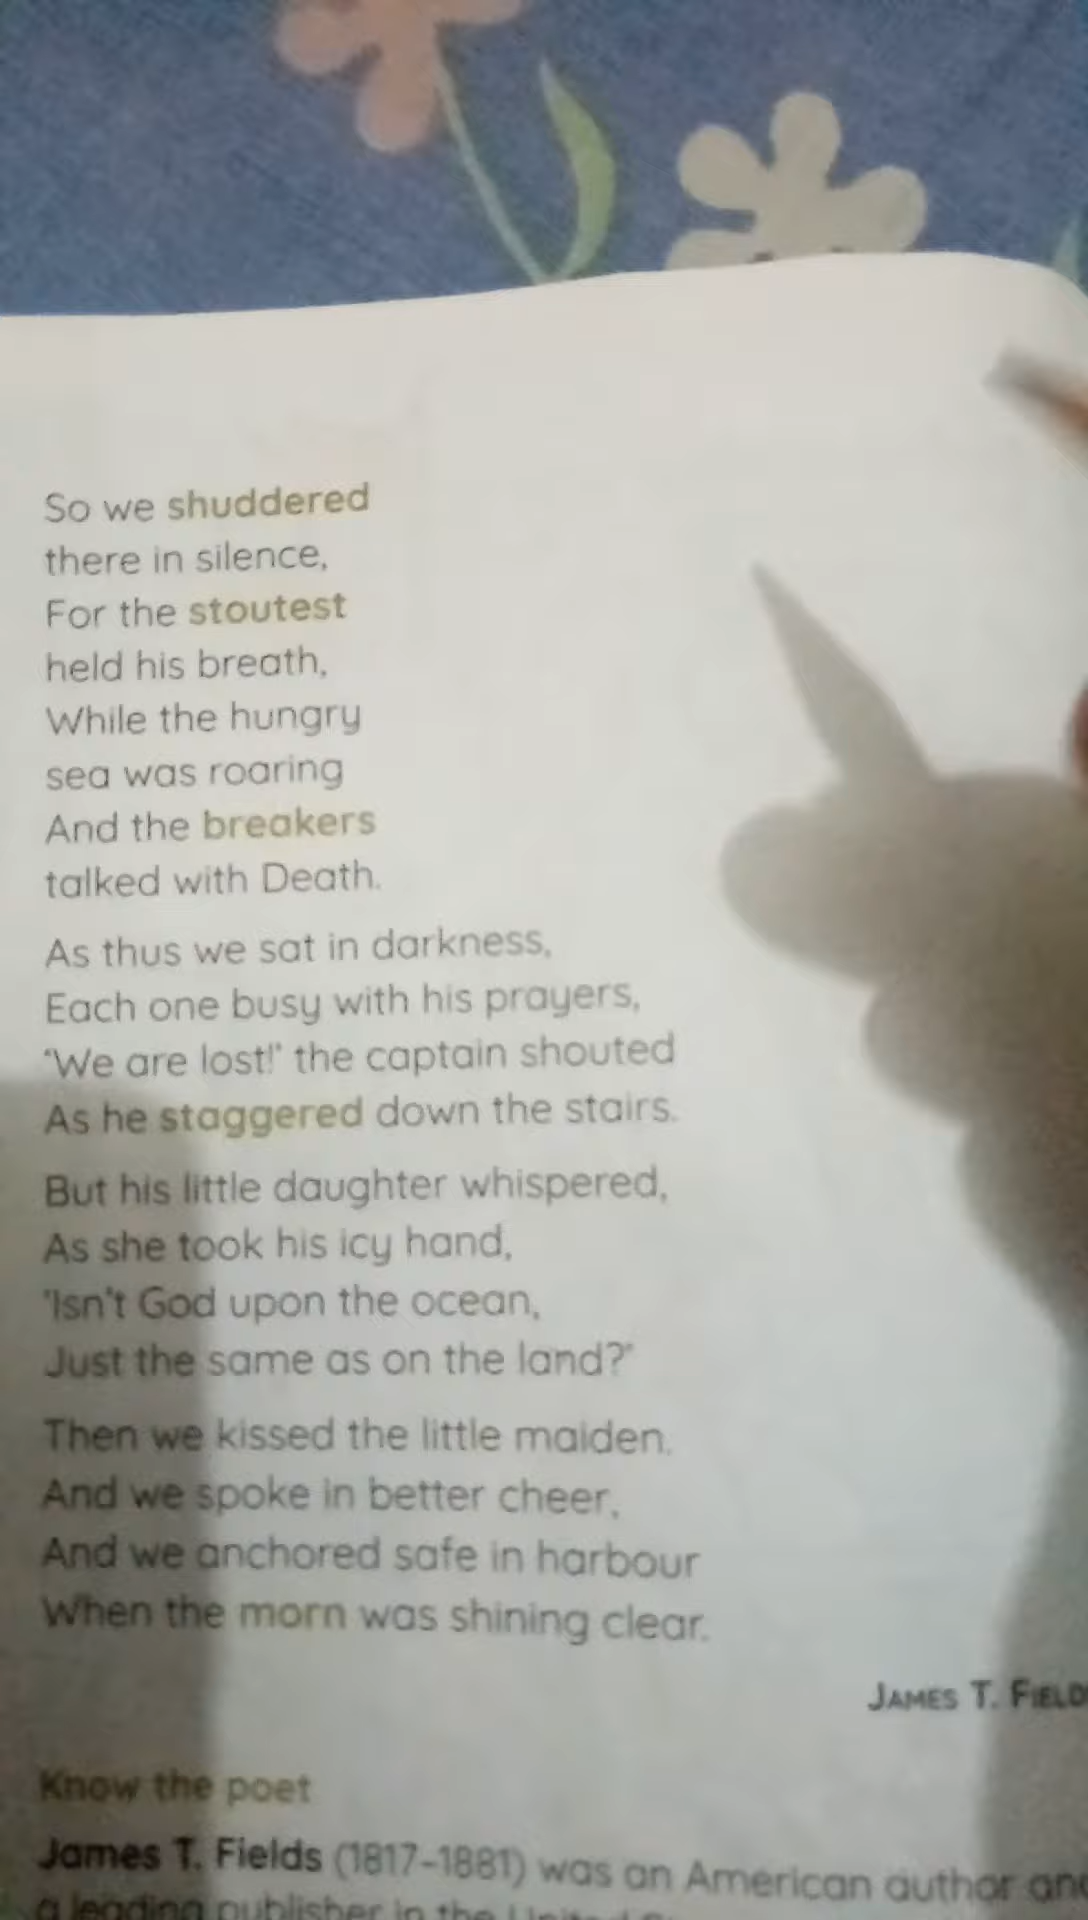 So we shuddered
there in silence,
For the stoutest
held his breath,
While the hungry
sea was roaring
And the breakers
talked with Death.
As thus we sat in darkness,
Each one busy with his prayers,
'We are lost!' the captain shouted
As he staggered down the stairs.
But his little daughter whispered,
As she took his icy hand,
'Isn't God upon the ocean,
Just the same as on the land?'
Then we kissed the little maiden.
And we spoke in better cheer,
And we anchored safe in harbour
When the morn was shining clear.
JAMES T. FIELD
Know the poet
James T. Fields (1817-1881) was an American author and
a leading publisher in the United